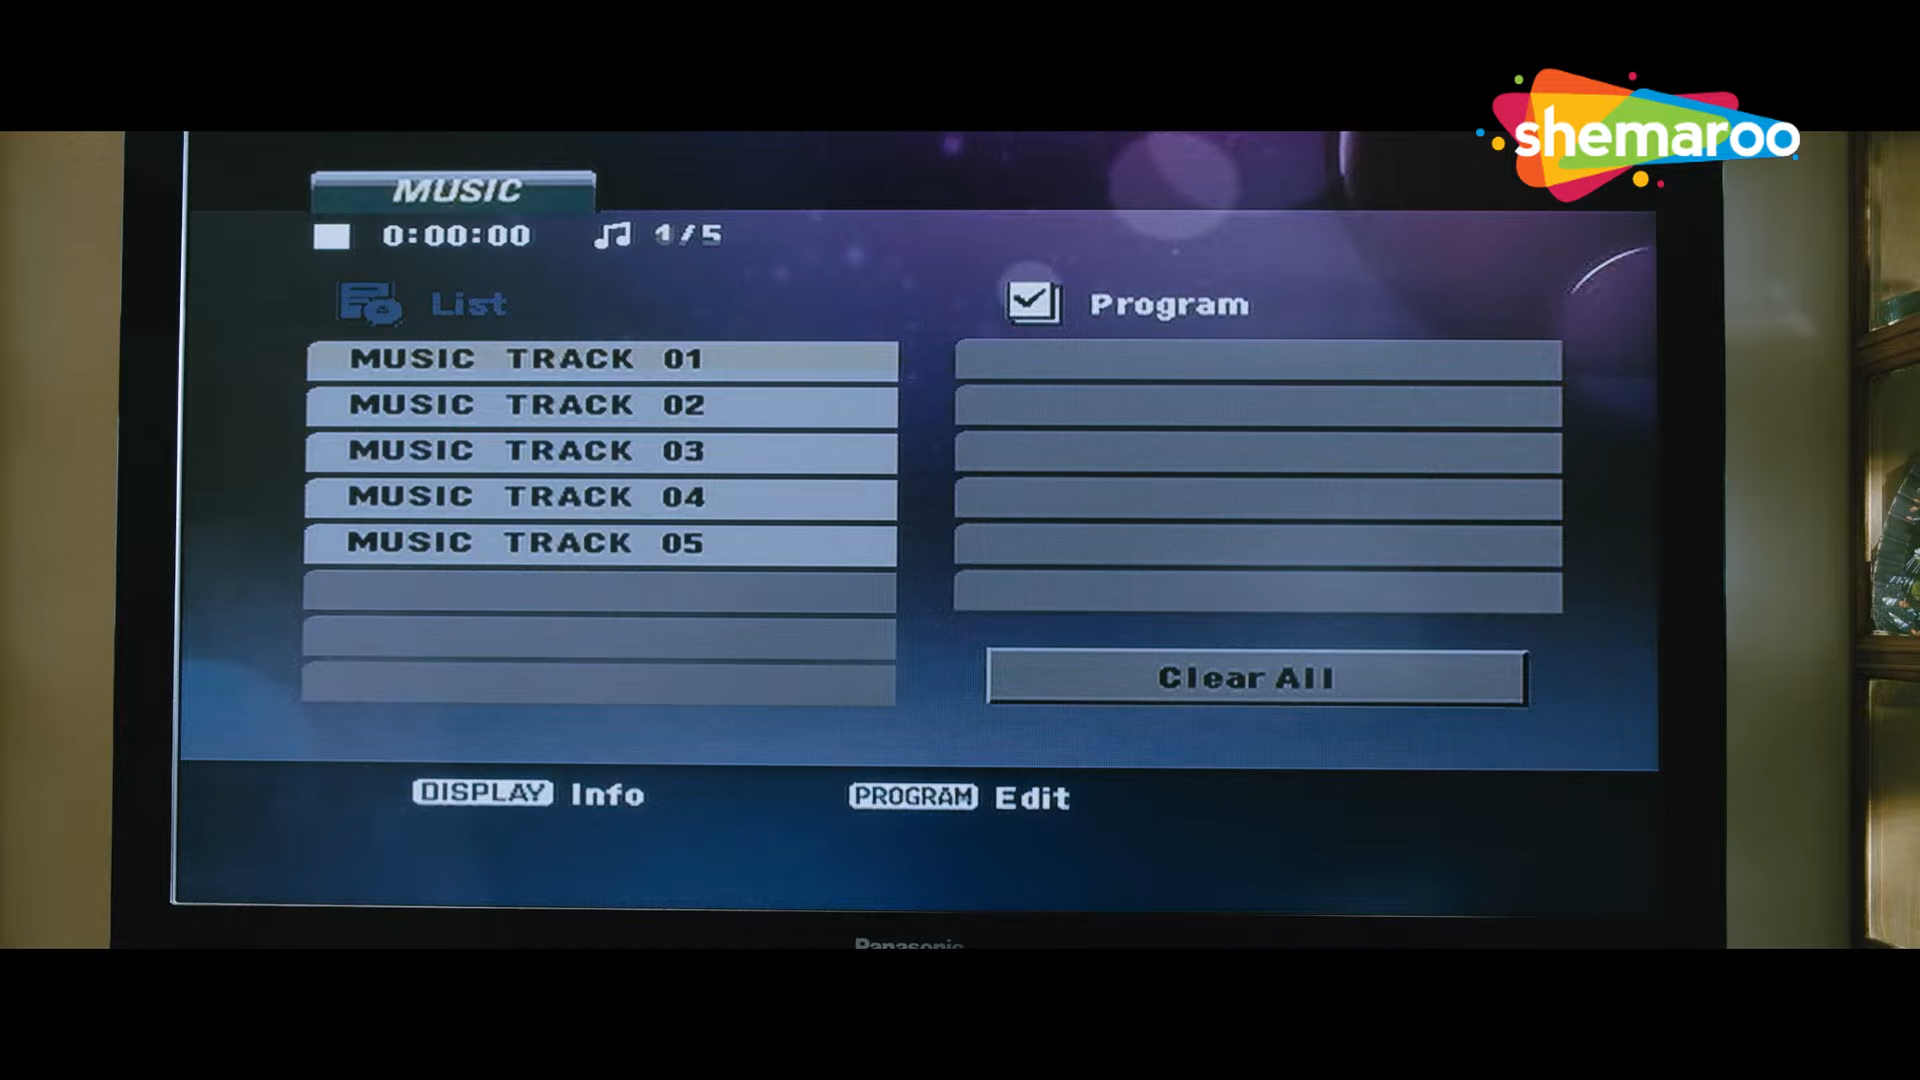 shemaroo
MUSIC
0:00:00 1/5
List
Program
MUSIC TRACK 01
MUSIC TRACK 02
MUSIC TRACK 03
MUSIC TRACK 04
MUSIC TRACK 05
Clear All
DISPLAY Info
PROGRAM Edit
Panasonic